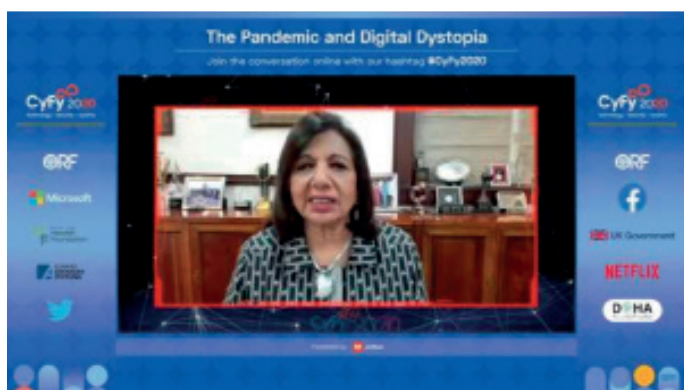 The Pandemic and Digital Dystopia
Join the conversation online with our hashtag #CyFy2020
CyFy 2020
ORF
Microsoft
Foundation
CyFy 2020
ORF
UK Government
NETFLIX
DOHA